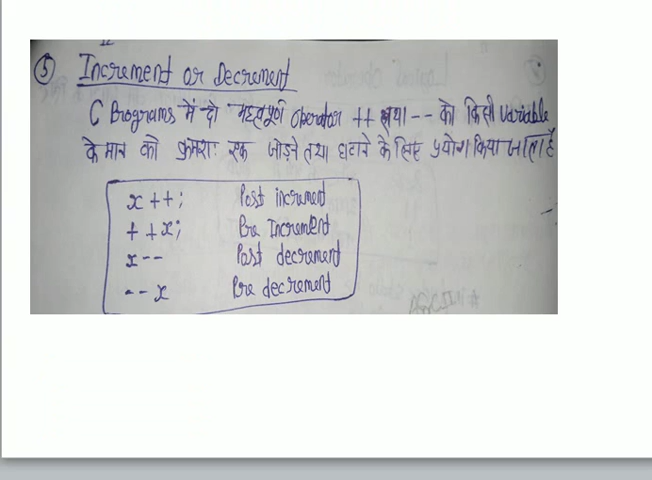 ⑤ Increment or Decrement
C Programs में दो महत्वपूर्ण operator ++ तथा -- को किसी variable
के मान को क्रमशः एक जोड़ने तथा घटाने के लिए प्रयोग किया जाता है
x++; Post increment
++x; Pre Increment
x-- Post decrement
--x Pre decrement